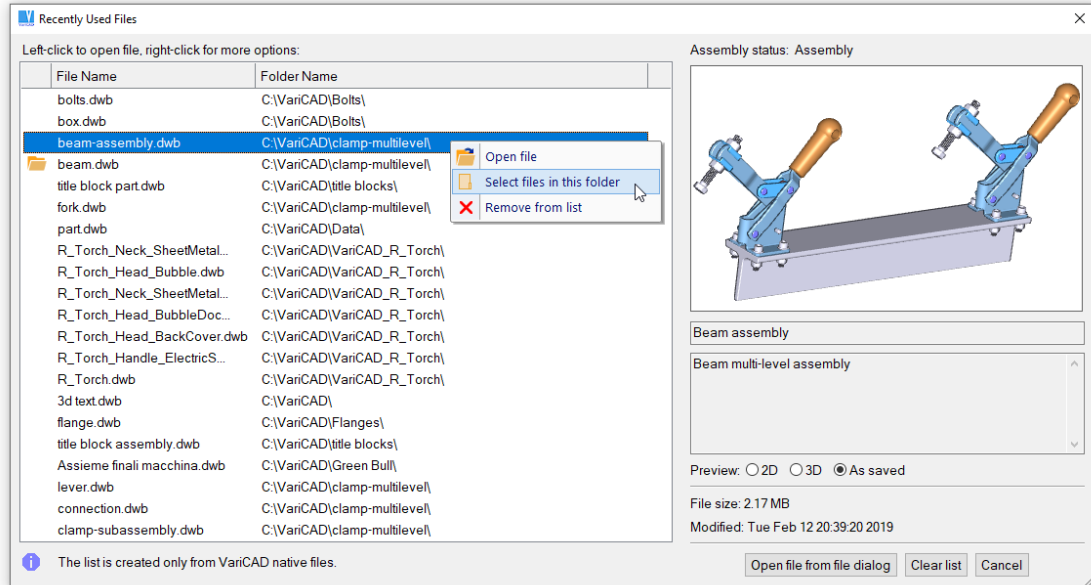 VariCAD
Recently Used Files
Left-click to open file, right-click for more options:
File Name Folder Name
bolts.dwb C:\VariCAD\Bolts\
box.dwb C:\VariCAD\Bolts\
beam-assembly.dwb C:\VariCAD\clamp-multilevel\
beam.dwb C:\VariCAD\clamp-multilevel\
title block part.dwb C:\VariCAD\title blocks\
fork.dwb C:\VariCAD\clamp-multilevel\
part.dwb C:\VariCAD\Data\
R_Torch_Neck_SheetMetal... C:\VariCAD\VariCAD_R_Torch\
R_Torch_Head_Bubble.dwb C:\VariCAD\VariCAD_R_Torch\
R_Torch_Neck_SheetMetal... C:\VariCAD\VariCAD_R_Torch\
R_Torch_Head_BubbleDoc... C:\VariCAD\VariCAD_R_Torch\
R_Torch_Head_BackCover.dwb C:\VariCAD\VariCAD_R_Torch\
R_Torch_Handle_ElectricS... C:\VariCAD\VariCAD_R_Torch\
R_Torch.dwb C:\VariCAD\VariCAD_R_Torch\
3d text.dwb C:\VariCAD\
flange.dwb C:\VariCAD\Flanges\
title block assembly.dwb C:\VariCAD\title blocks\
Assieme finali macchina.dwb C:\VariCAD\Green Bull\
lever.dwb C:\VariCAD\clamp-multilevel\
connection.dwb C:\VariCAD\clamp-multilevel\
clamp-subassembly.dwb C:\VariCAD\clamp-multilevel\
The list is created only from VariCAD native files.
Open file
Select files in this folder
Remove from list
Assembly status: Assembly
Beam assembly
Beam multi-level assembly
Preview: 2D 3D As saved
File size: 2.17 MB
Modified: Tue Feb 12 20:39:20 2019
Open file from file dialog Clear list Cancel